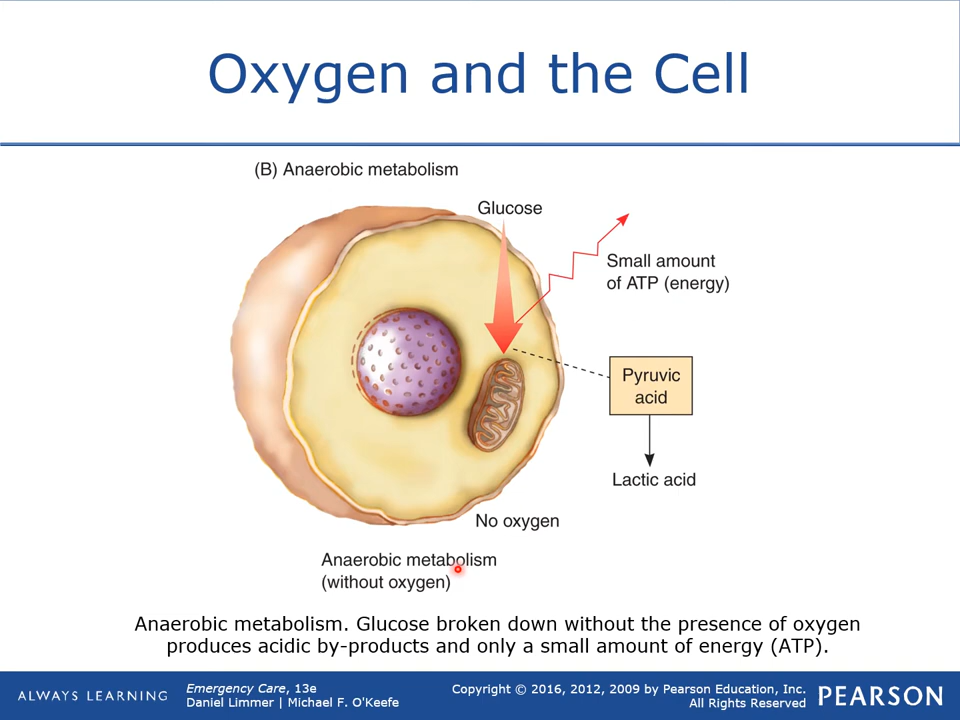 Oxygen and the Cell
(B) Anaerobic metabolism
Glucose
Small amount
of ATP (energy)
Pyruvic
acid
Lactic acid
No oxygen
Anaerobic metabolism
(without oxygen)
Anaerobic metabolism. Glucose broken down without the presence of oxygen
produces acidic by-products and only a small amount of energy (ATP).
ALWAYS LEARNING
Emergency Care, 13e
Daniel Limmer | Michael F. O'Keefe
Copyright © 2016, 2012, 2009 by Pearson Education, Inc.
All Rights Reserved
PEARSON